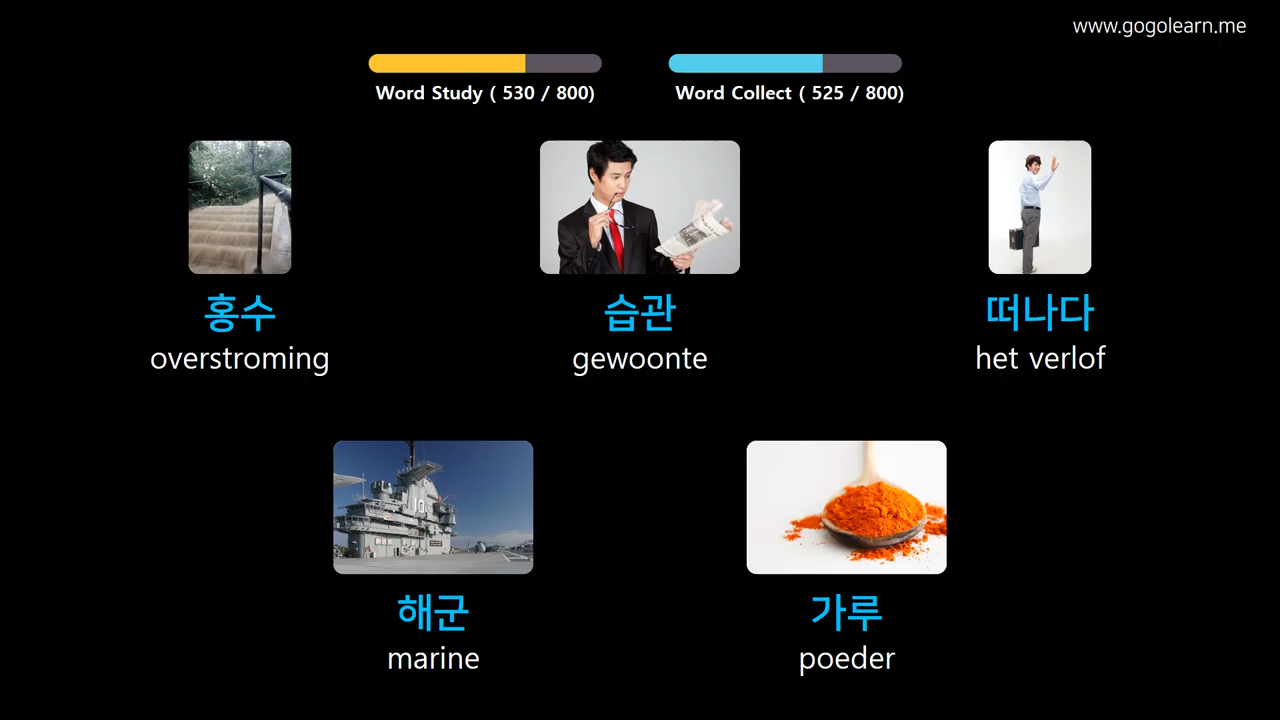 www.gogolearn.me
Word Study ( 530 / 800)
Word Collect ( 525 / 800)
홍수
overstroming
습관
gewoonte
떠나다
het verlof
10
해군
marine
가루
poeder